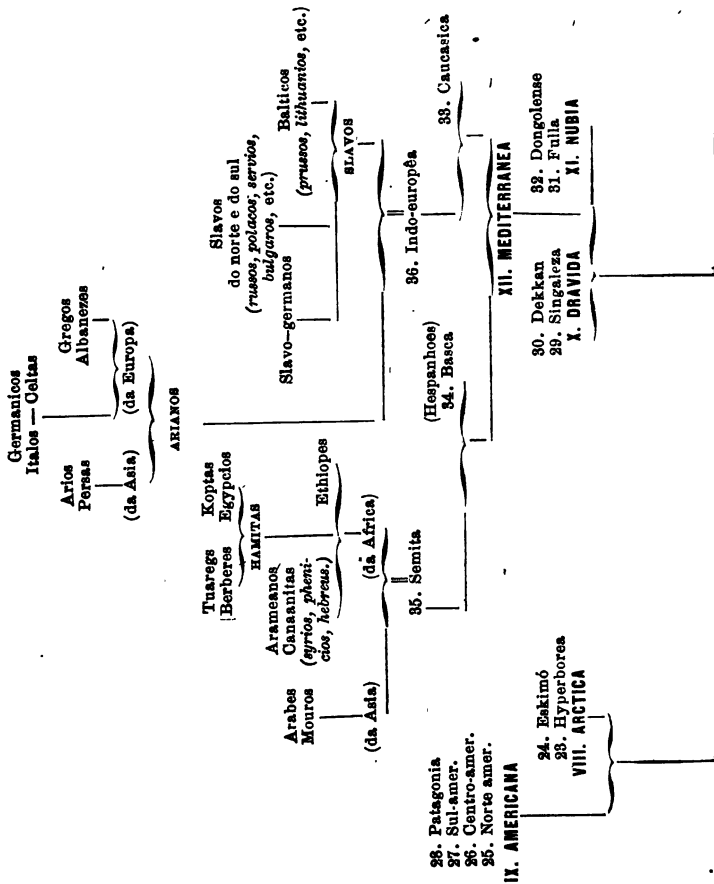 Germanicos
Italos — Celtas
Arios
Persas
Gregos
Albanezes
(da Asia)
(da Europa)
ARIANOS
Tuaregs
Berberes
Koptas
Egypcios
HAMITAS
Slavos
do norte e do sul
(russos, polacos, servios,
bulgaros, etc.)
Slavo—germanos
Balticos
(prussos, lithuanios, etc.)
SLAVOS
Arabes
Mouros
Arameanos
Canaanitas
(syrios, pheni-
cios, hebreus.)
Ethiopes
(da Asia)
(da Africa)
35. Semita
36. Indo-européa
(Hespanhoes)
34. Basca
33. Caucasica
XII. MEDITERRANEA
28. Patagonia
27. Sul-amer.
26. Centro-amer.
25. Norte amer.
IX. AMERICANA
24. Eskimó
23. Hyperborea
VIII. ARCTICA
30. Dekkan
29. Singaleza
X. DRAVIDA
32. Dongolense
31. Fulla
XI. NUBIA